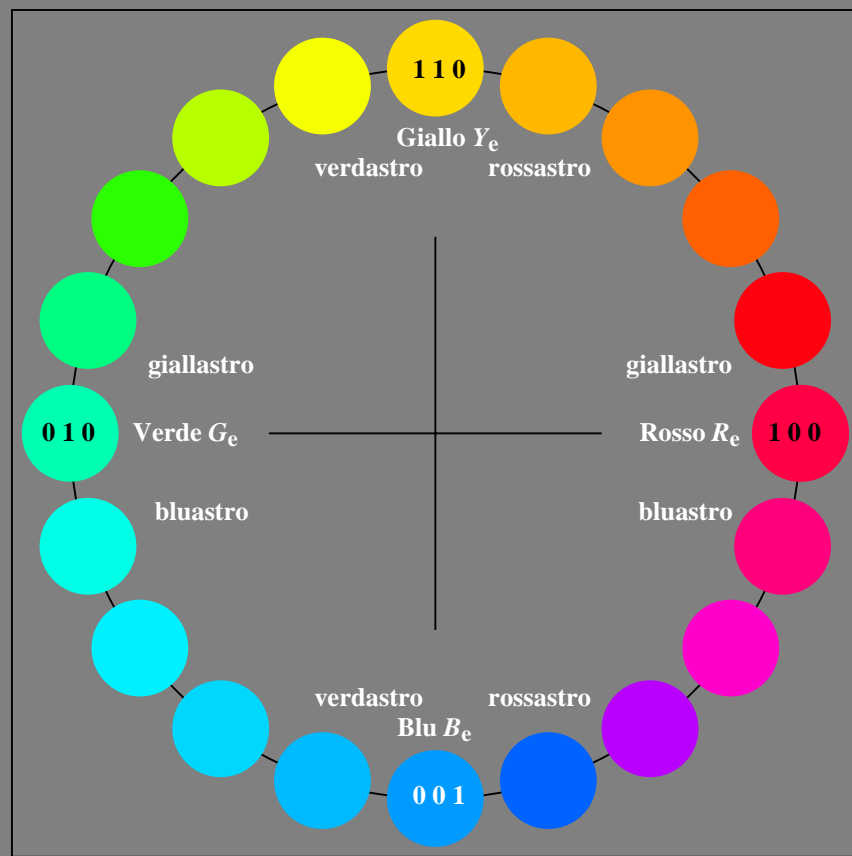 1 1 0
Giallo Ye
verdastro rossastro
giallastro giallastro
0 1 0 Verde Ge Rosso Re 1 0 0
bluastro bluastro
verdastro rossastro
Blu Be
0 0 1